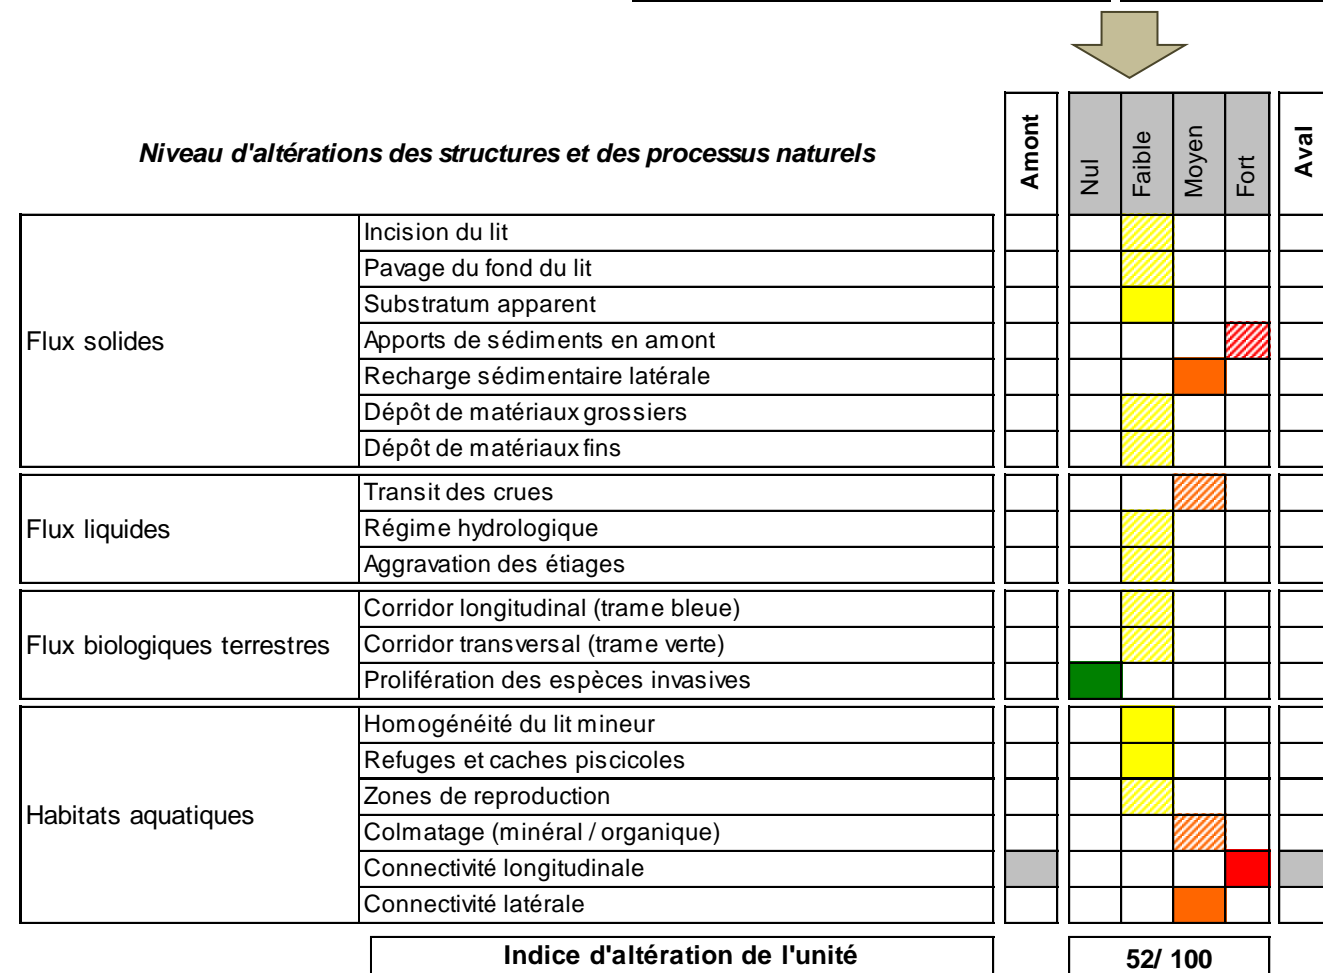 Niveau d'altérations des structures et des processus naturels
Amont
Nul
Faible
Moyen
Fort
Aval
Flux solides
Incision du lit
Pavage du fond du lit
Substratum apparent
Apports de sédiments en amont
Recharge sédimentaire latérale
Dépôt de matériaux grossiers
Dépôt de matériaux fins
Flux liquides
Transit des crues
Régime hydrologique
Aggravation des étiages
Flux biologiques terrestres
Corridor longitudinal (trame bleue)
Corridor transversal (trame verte)
Prolifération des espèces invasives
Habitats aquatiques
Homogénéité du lit mineur
Refuges et caches piscicoles
Zones de reproduction
Colmatage (minéral / organique)
Connectivité longitudinale
Connectivité latérale
Indice d'altération de l'unité
52/ 100